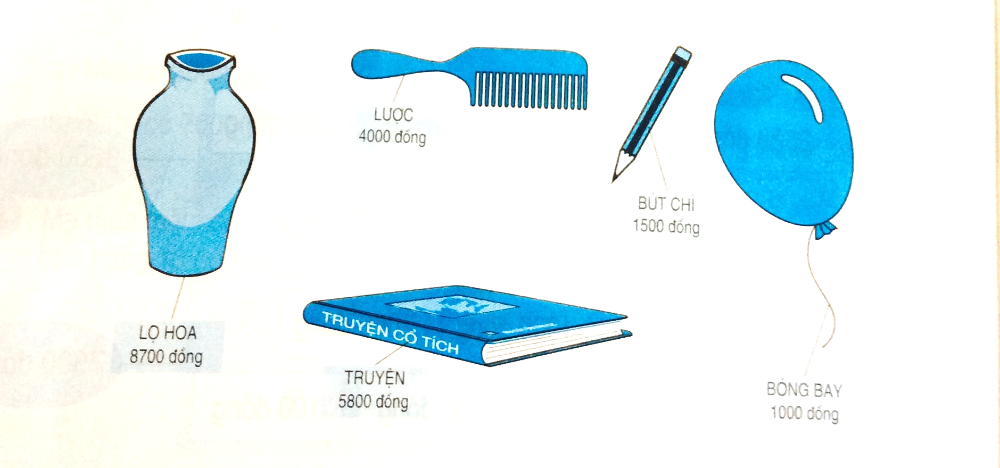 LƯỢC
4000 đồng
BÚT CHÌ
1500 đồng
LỌ HOA
8700 đồng
TRUYỆN CỔ TÍCH
TRUYỆN
5800 đồng
BÓNG BAY
1000 đồng